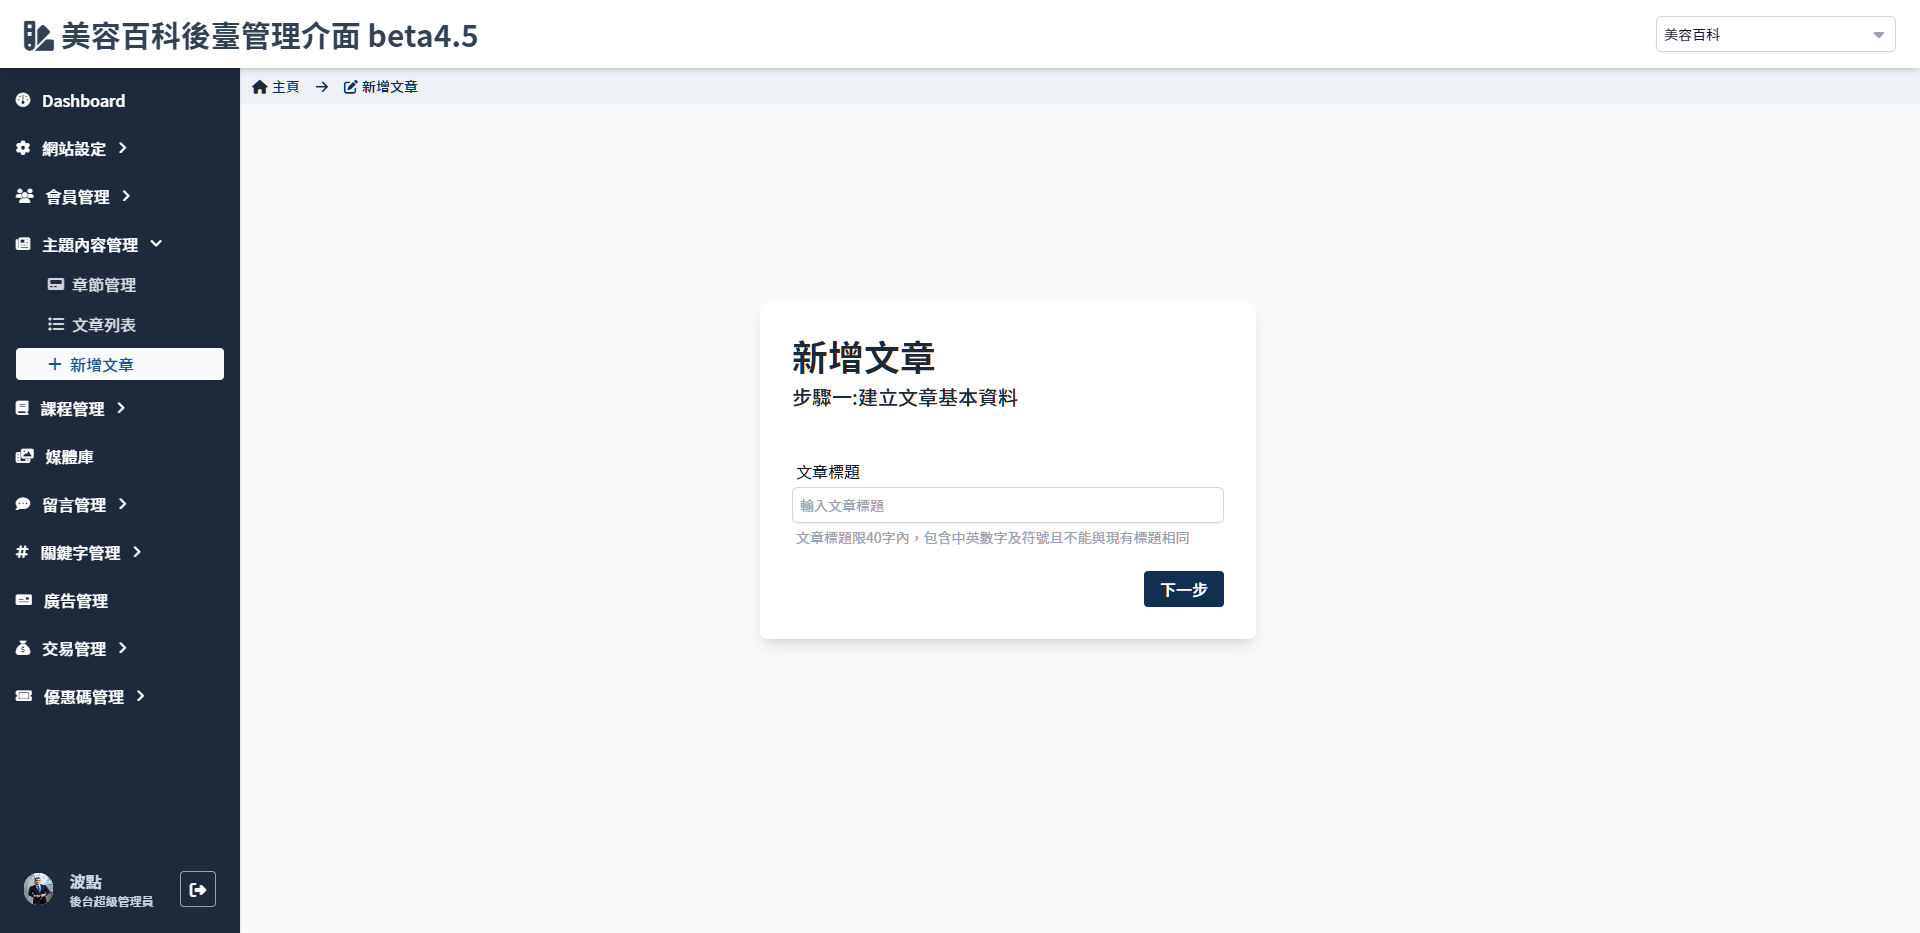 美容百科後臺管理介面 beta4.5
美容百科
Dashboard
網站設定
會員管理
主題內容管理
章節管理
文章列表
新增文章
課程管理
媒體庫
留言管理
關鍵字管理
廣告管理
交易管理
優惠碼管理
波點
後台超級管理員
主頁
新增文章
新增文章
步驟一:建立文章基本資料
文章標題
輸入文章標題
文章標題限40字內，包含中英數字及符號且不能與現有標題相同
下一步